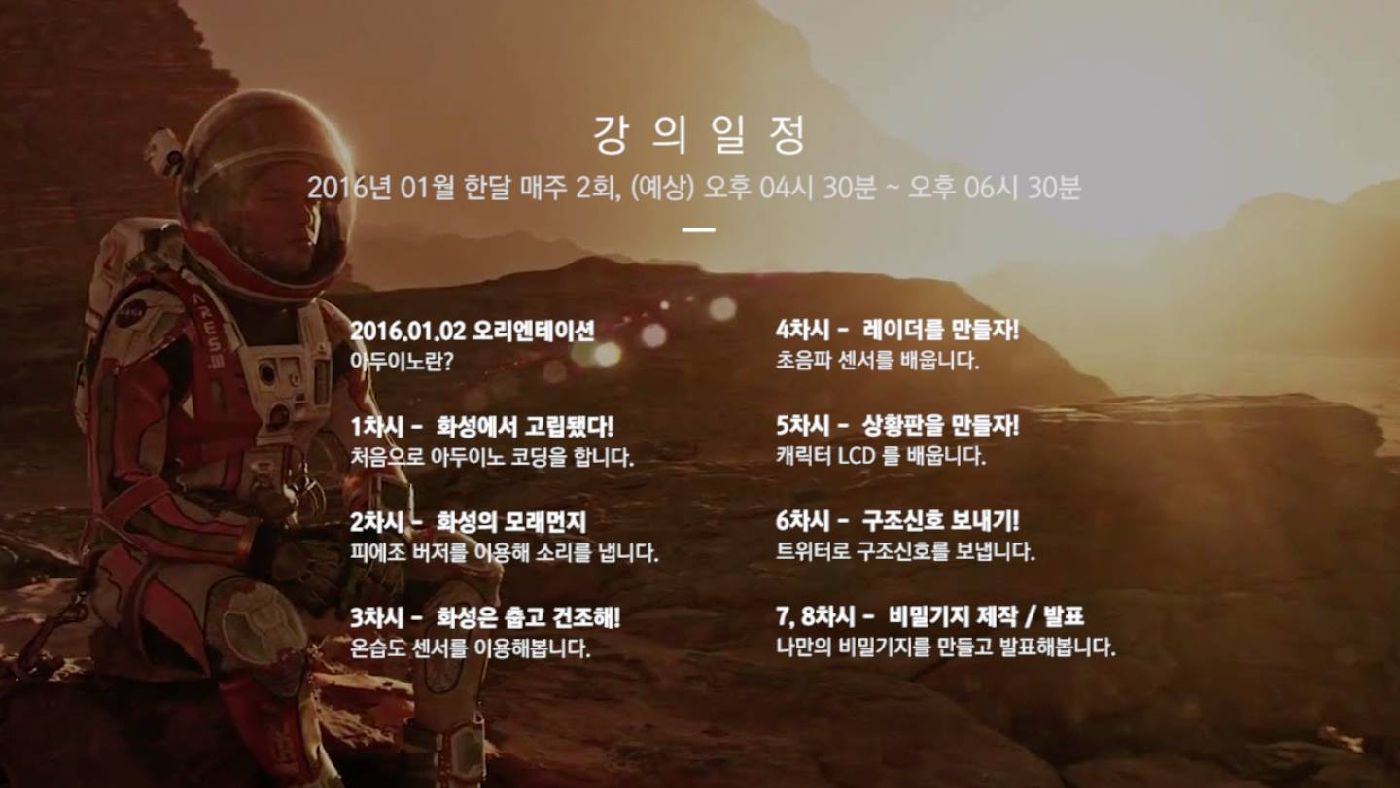 강의일정
2016년 01월 한달 매주 2회, (예상) 오후 04시 30분 ~ 오후 06시 30분
2016.01.02 오리엔테이션
아두이노란?
1차시 - 화성에서 고립됐다!
처음으로 아두이노 코딩을 합니다.
2차시 - 화성의 모래먼지
피에조 버저를 이용해 소리를 냅니다.
3차시 - 화성은 춥고 건조해!
온습도 센서를 이용해봅니다.
4차시 - 레이더를 만들자!
초음파 센서를 배웁니다.
5차시 - 상황판을 만들자!
캐릭터 LCD 를 배웁니다.
6차시 - 구조신호 보내기!
트위터로 구조신호를 보냅니다.
7, 8차시 - 비밀기지 제작 / 발표
나만의 비밀기지를 만들고 발표해봅니다.
ARES III